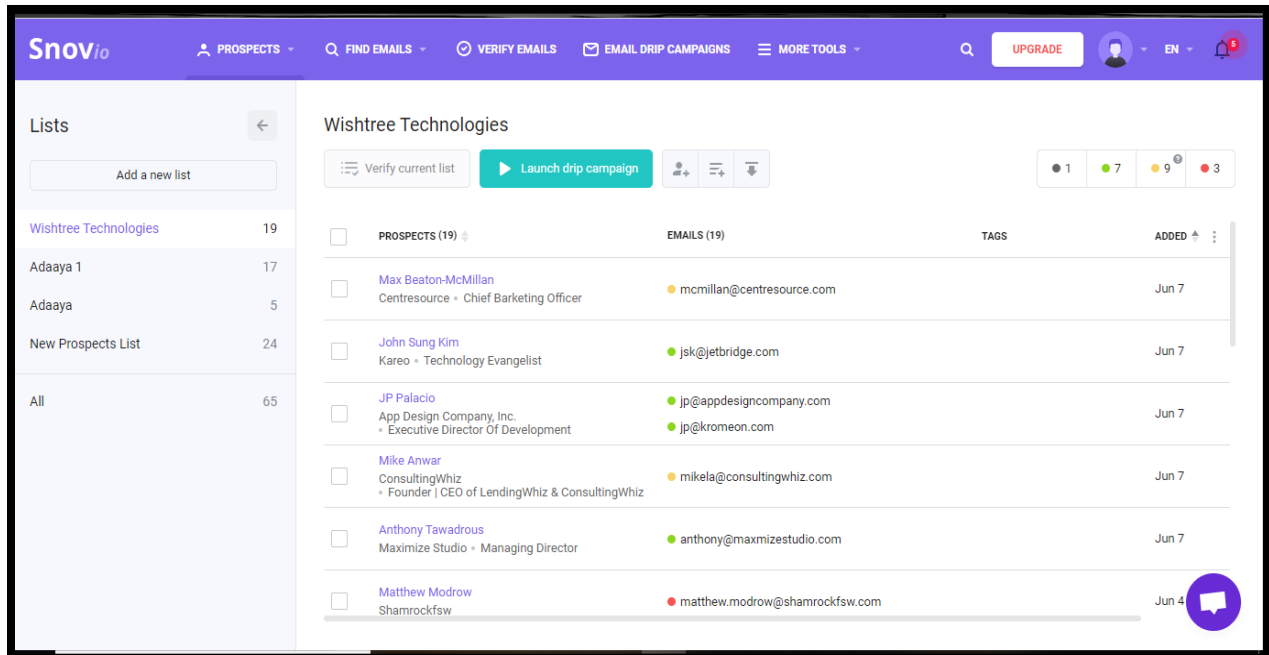 Snovio
PROSPECTS
FIND EMAILS
VERIFY EMAILS
EMAIL DRIP CAMPAIGNS
MORE TOOLS
UPGRADE
EN
5
Lists
Add a new list
Wishtree Technologies 19
Adaaya 1 17
Adaaya 5
New Prospects List 24
All 65
Wishtree Technologies
Verify current list
Launch drip campaign
1
7
9
?
3
PROSPECTS (19) EMAILS (19) TAGS ADDED
Max Beaton-McMillan
Centresource • Chief Barketing Officer
mcmillan@centresource.com
Jun 7
John Sung Kim
Kareo • Technology Evangelist
jsk@jetbridge.com
Jun 7
JP Palacio
App Design Company, Inc.
• Executive Director Of Development
jp@appdesigncompany.com
jp@kromeon.com
Jun 7
Mike Anwar
ConsultingWhiz
• Founder | CEO of LendingWhiz & ConsultingWhiz
mikela@consultingwhiz.com
Jun 7
Anthony Tawadrous
Maximize Studio • Managing Director
anthony@maxmizestudio.com
Jun 7
Matthew Modrow
Shamrockfsw
matthew.modrow@shamrockfsw.com
Jun 4